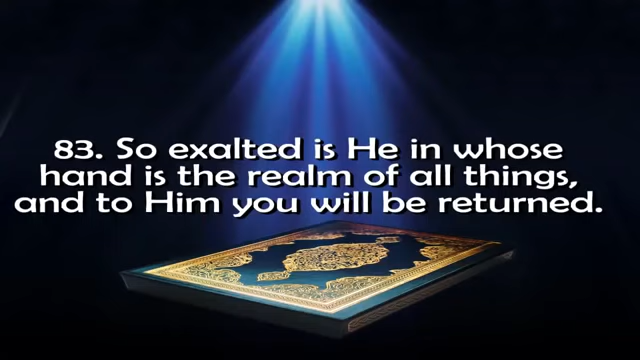 83. So exalted is He in whose
hand is the realm of all things,
and to Him you will be returned.